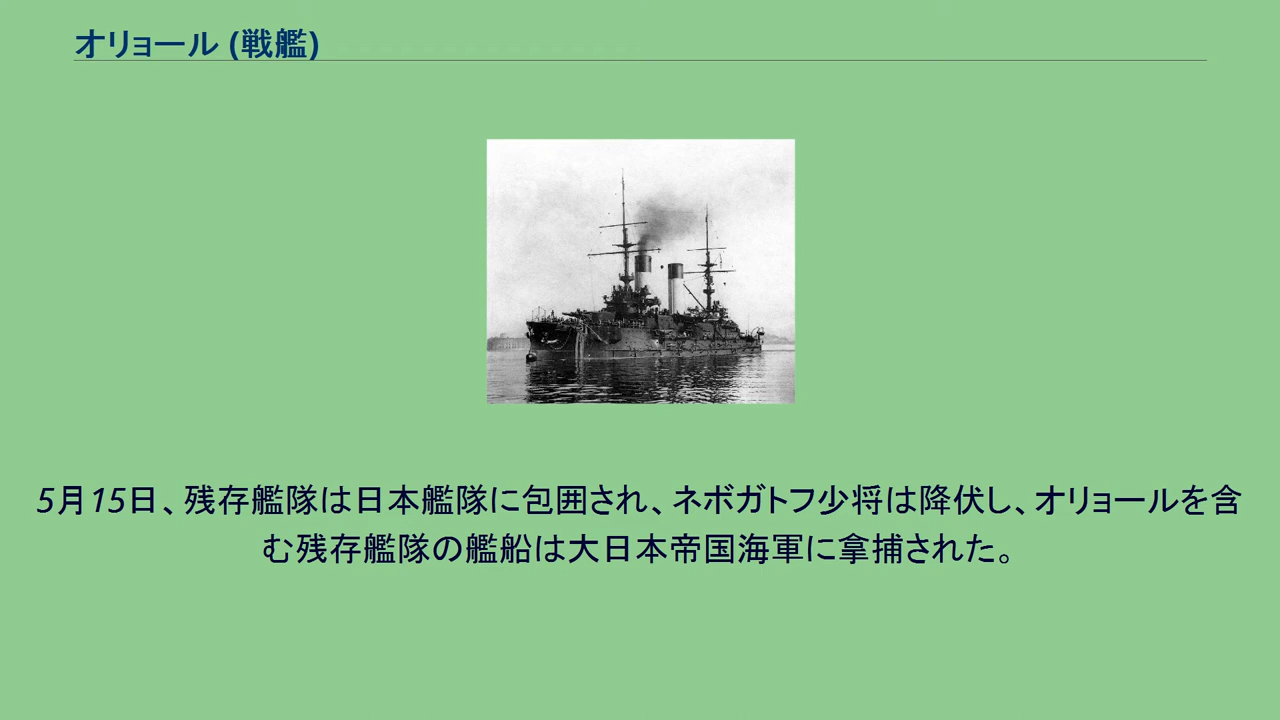 オリョール (戦艦)
5月15日、残存艦隊は日本艦隊に包囲され、ネボガトフ少将は降伏し、オリョールを含
む残存艦隊の艦船は大日本帝国海軍に拿捕された。